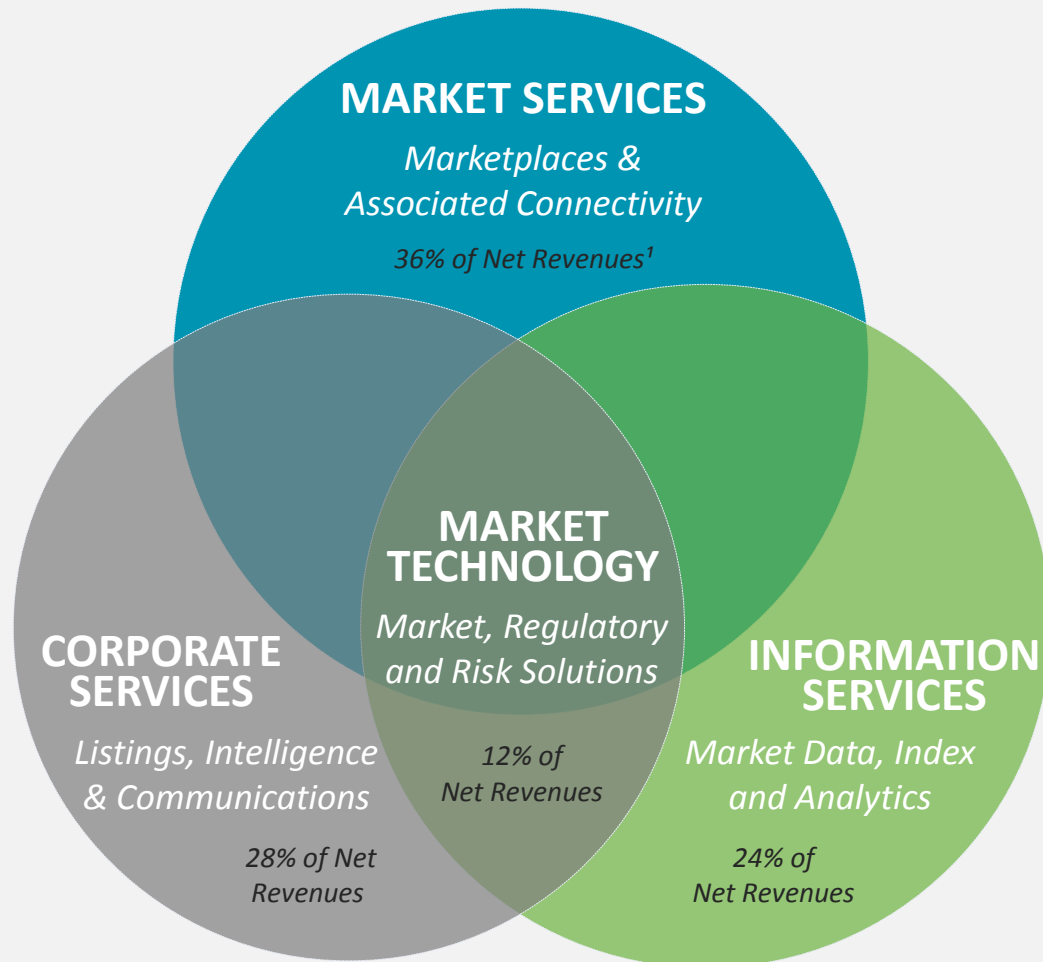 MARKET SERVICES
Marketplaces &
Associated Connectivity
36% of Net Revenues¹
MARKET
TECHNOLOGY
Market, Regulatory
and Risk Solutions
12% of
Net Revenues
CORPORATE
SERVICES
Listings, Intelligence
& Communications
28% of Net
Revenues
INFORMATION
SERVICES
Market Data, Index
and Analytics
24% of
Net Revenues